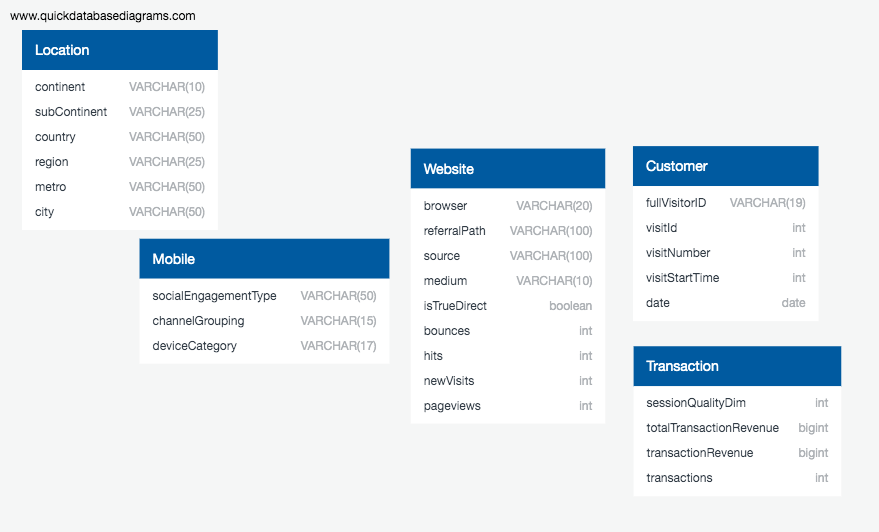 www.quickdatabasediagrams.com
Location
continent VARCHAR(10)
subContinent VARCHAR(25)
country VARCHAR(50)
region VARCHAR(25)
metro VARCHAR(50)
city VARCHAR(50)
Mobile
socialEngagementType VARCHAR(50)
channelGrouping VARCHAR(15)
deviceCategory VARCHAR(17)
Website
browser VARCHAR(20)
referralPath VARCHAR(100)
source VARCHAR(100)
medium VARCHAR(10)
isTrueDirect boolean
bounces int
hits int
newVisits int
pageviews int
Customer
fullVisitorID VARCHAR(19)
visitId int
visitNumber int
visitStartTime int
date date
Transaction
sessionQualityDim int
totalTransactionRevenue bigint
transactionRevenue bigint
transactions int